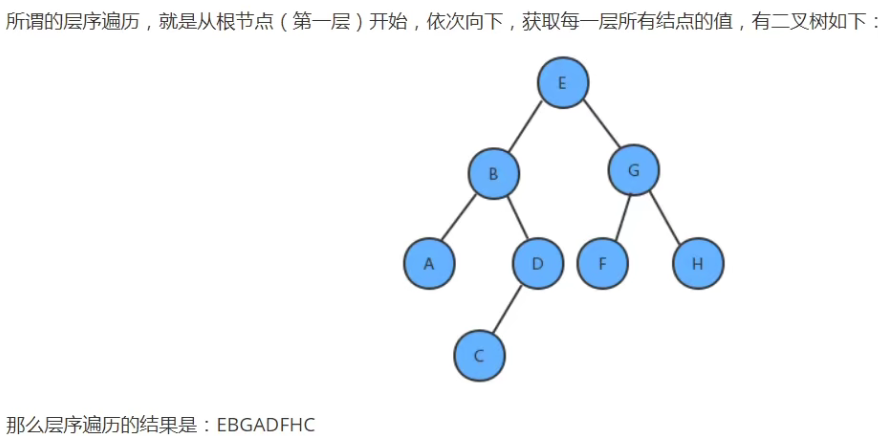 所谓的层序遍历，就是从根节点（第一层）开始，依次向下，获取每一层所有结点的值，有二叉树如下：
E
B
G
A
D
F
H
C
那么层序遍历的结果是：EBGADFHC